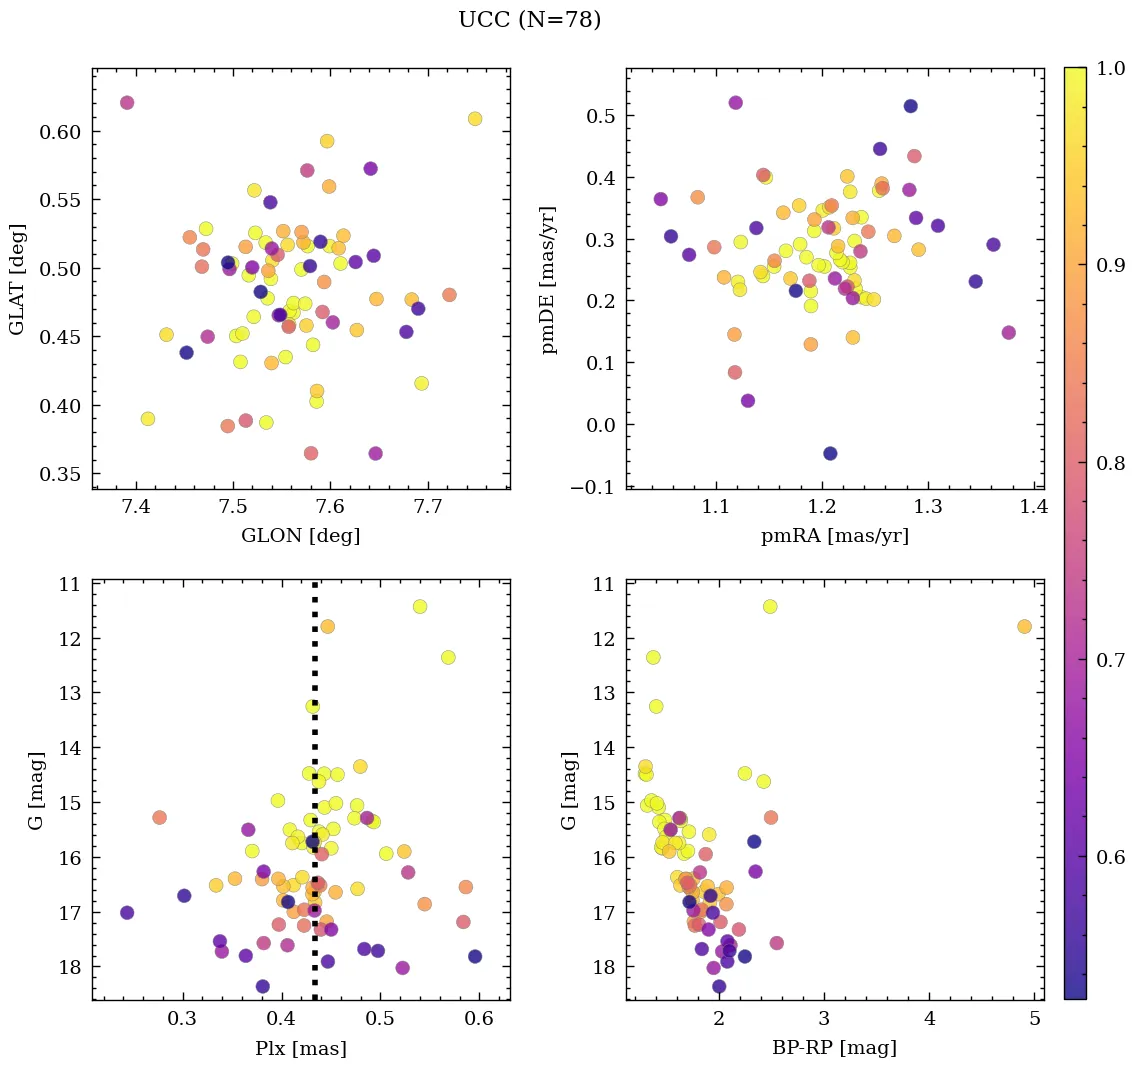 UCC (N=78)
0.60
0.55
0.50
0.45
0.40
0.35
GLAT [deg]
7.4 7.5 7.6 7.7
GLON [deg]
0.5
0.4
0.3
0.2
0.1
0.0
−0.1
pmDE [mas/yr]
1.1 1.2 1.3 1.4
pmRA [mas/yr]
11
12
13
14
15
16
17
18
G [mag]
0.3 0.4 0.5 0.6
Plx [mas]
11
12
13
14
15
16
17
18
G [mag]
2 3 4 5
BP-RP [mag]
1.0
0.9
0.8
0.7
0.6